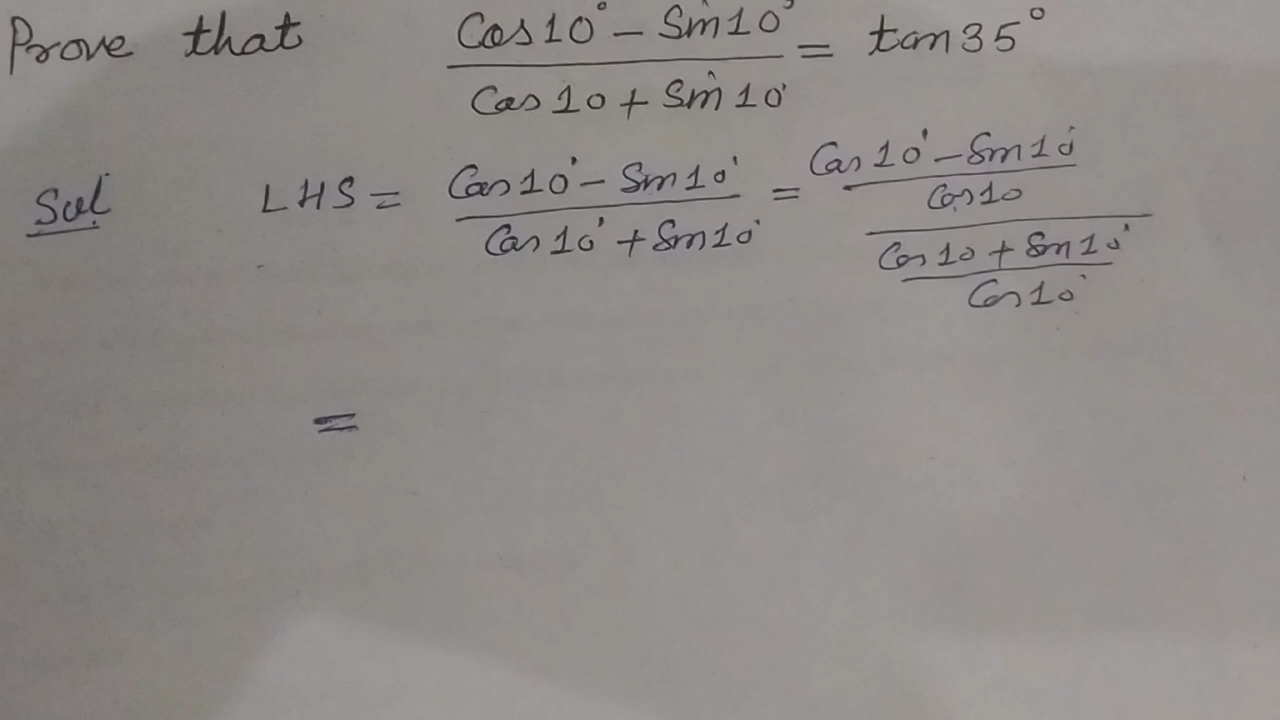 Prove that Cos10° - Sin10° / Cos10 + Sin10° = tan35°
Sol LHS = Cos10° - Sin10° / Cos10° + Sin10° = Cos10° - Sin10° / Cos10 / Cos10 + Sin10° / Cos10°
=